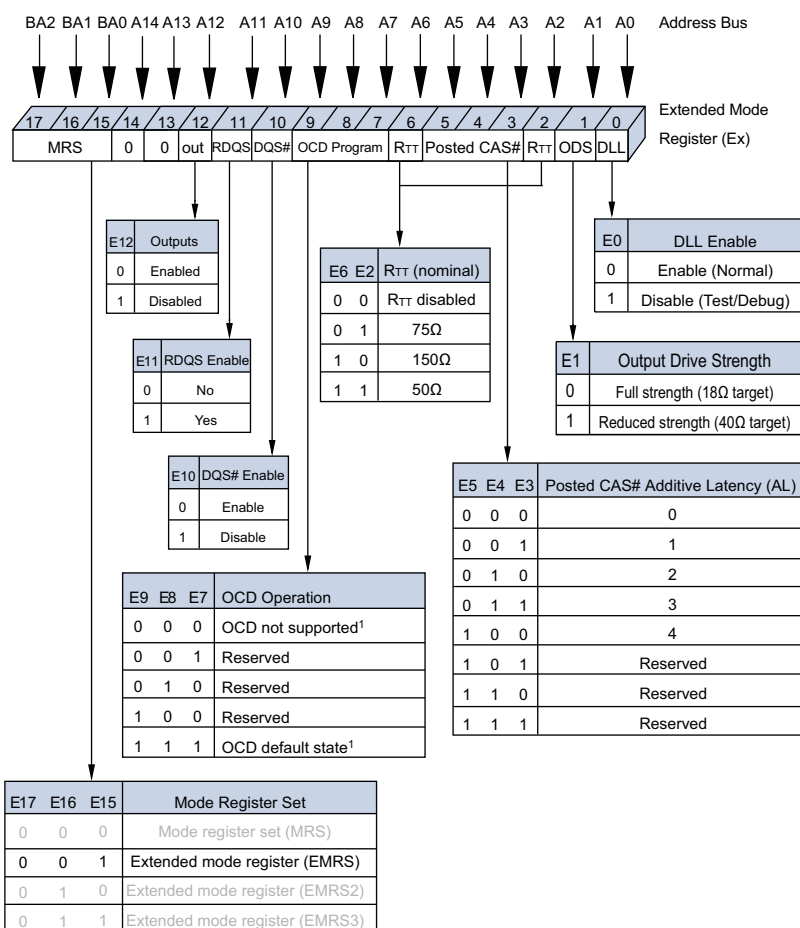 BA2 BA1 BA0 A14 A13 A12 A11 A10 A9 A8 A7 A6 A5 A4 A3 A2 A1 A0 Address Bus
17 16 15 14 13 12 11 10 9 8 7 6 5 4 3 2 1 0
Extended Mode
Register (Ex)
MRS 0 0 out RDQS DQS# OCD Program RTT Posted CAS# RTT ODS DLL
E12 Outputs
0 Enabled
1 Disabled
E11 RDQS Enable
0 No
1 Yes
E10 DQS# Enable
0 Enable
1 Disable
E6 E2 RTT (nominal)
0 0 RTT disabled
0 1 75Ω
1 0 150Ω
1 1 50Ω
E0 DLL Enable
0 Enable (Normal)
1 Disable (Test/Debug)
E1 Output Drive Strength
0 Full strength (18Ω target)
1 Reduced strength (40Ω target)
E5 E4 E3 Posted CAS# Additive Latency (AL)
0 0 0 0
0 0 1 1
0 1 0 2
0 1 1 3
1 0 0 4
1 0 1 Reserved
1 1 0 Reserved
1 1 1 Reserved
E9 E8 E7 OCD Operation
0 0 0 OCD not supported1
0 0 1 Reserved
0 1 0 Reserved
1 0 0 Reserved
1 1 1 OCD default state1
E17 E16 E15 Mode Register Set
0 0 0 Mode register set (MRS)
0 0 1 Extended mode register (EMRS)
0 1 0 Extended mode register (EMRS2)
0 1 1 Extended mode register (EMRS3)